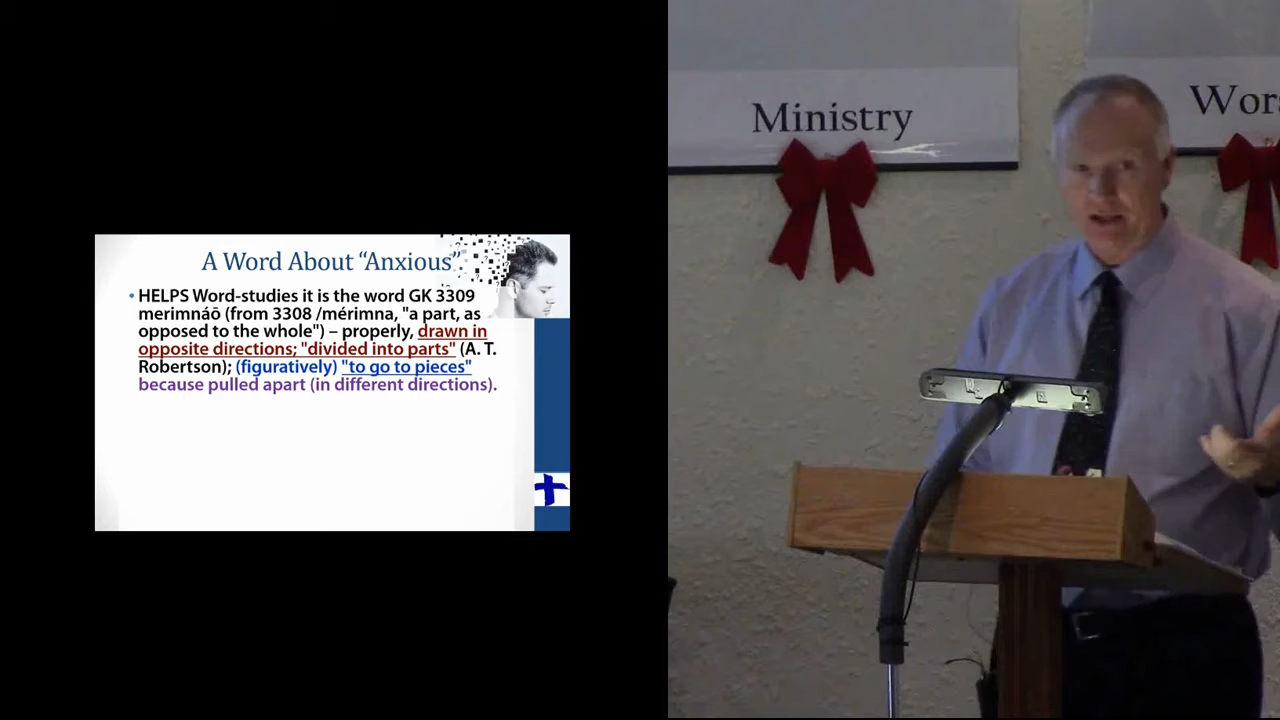 A Word About “Anxious”.
• HELPS Word-studies it is the word GK 3309
merimnáō (from 3308 /mérimna, "a part, as
opposed to the whole") – properly, drawn in
opposite directions; "divided into parts" (A. T.
Robertson); (figuratively) "to go to pieces"
because pulled apart (in different directions).
Ministry